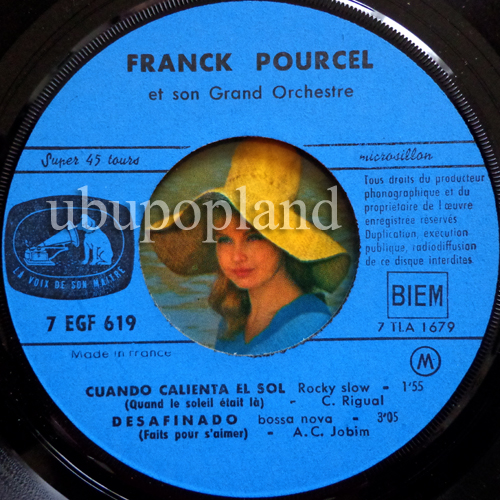 FRANCK POURCEL
et son Grand Orchestre
Super 45 tours
microsillon
Tous droits du producteur
phonographique et du
propriétaire de l'œuvre
enregistrée réservés.
Duplication, exécution
publique, radiodiffusion
de ce disque interdites.
ubupopland
LA VOIX DE SON MAITRE
BIEM
7 EGF 619
7 TLA 1679
Made in France
M
CUANDO CALIENTA EL SOL Rocky slow - 1'55
(Quand le soleil était là) - C. Rigual
DESAFINADO bossa nova - 3'05
(Faits pour s'aimer) - A.C. Jobim